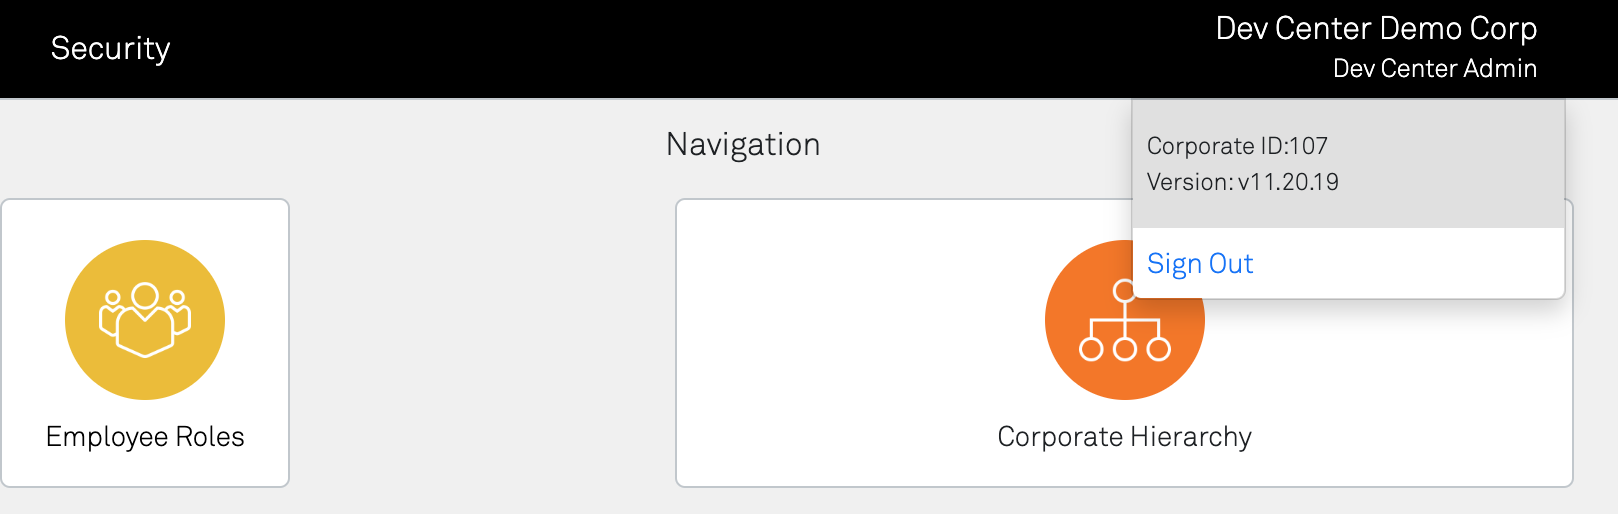 Security
Dev Center Demo Corp
Dev Center Admin
Navigation
Corporate ID:107
Version: v11.20.19
Sign Out
Employee Roles
Corporate Hierarchy